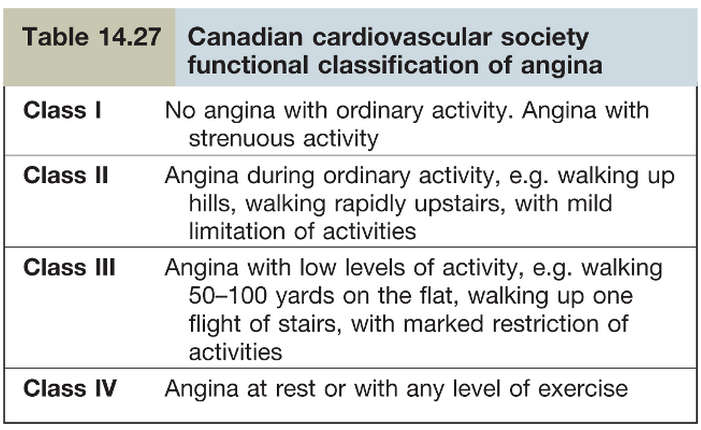 Table 14.27
Canadian cardiovascular society
functional classification of angina
Class I
No angina with ordinary activity. Angina with
strenuous activity
Class II
Angina during ordinary activity, e.g. walking up
hills, walking rapidly upstairs, with mild
limitation of activities
Class III
Angina with low levels of activity, e.g. walking
50–100 yards on the flat, walking up one
flight of stairs, with marked restriction of
activities
Class IV
Angina at rest or with any level of exercise